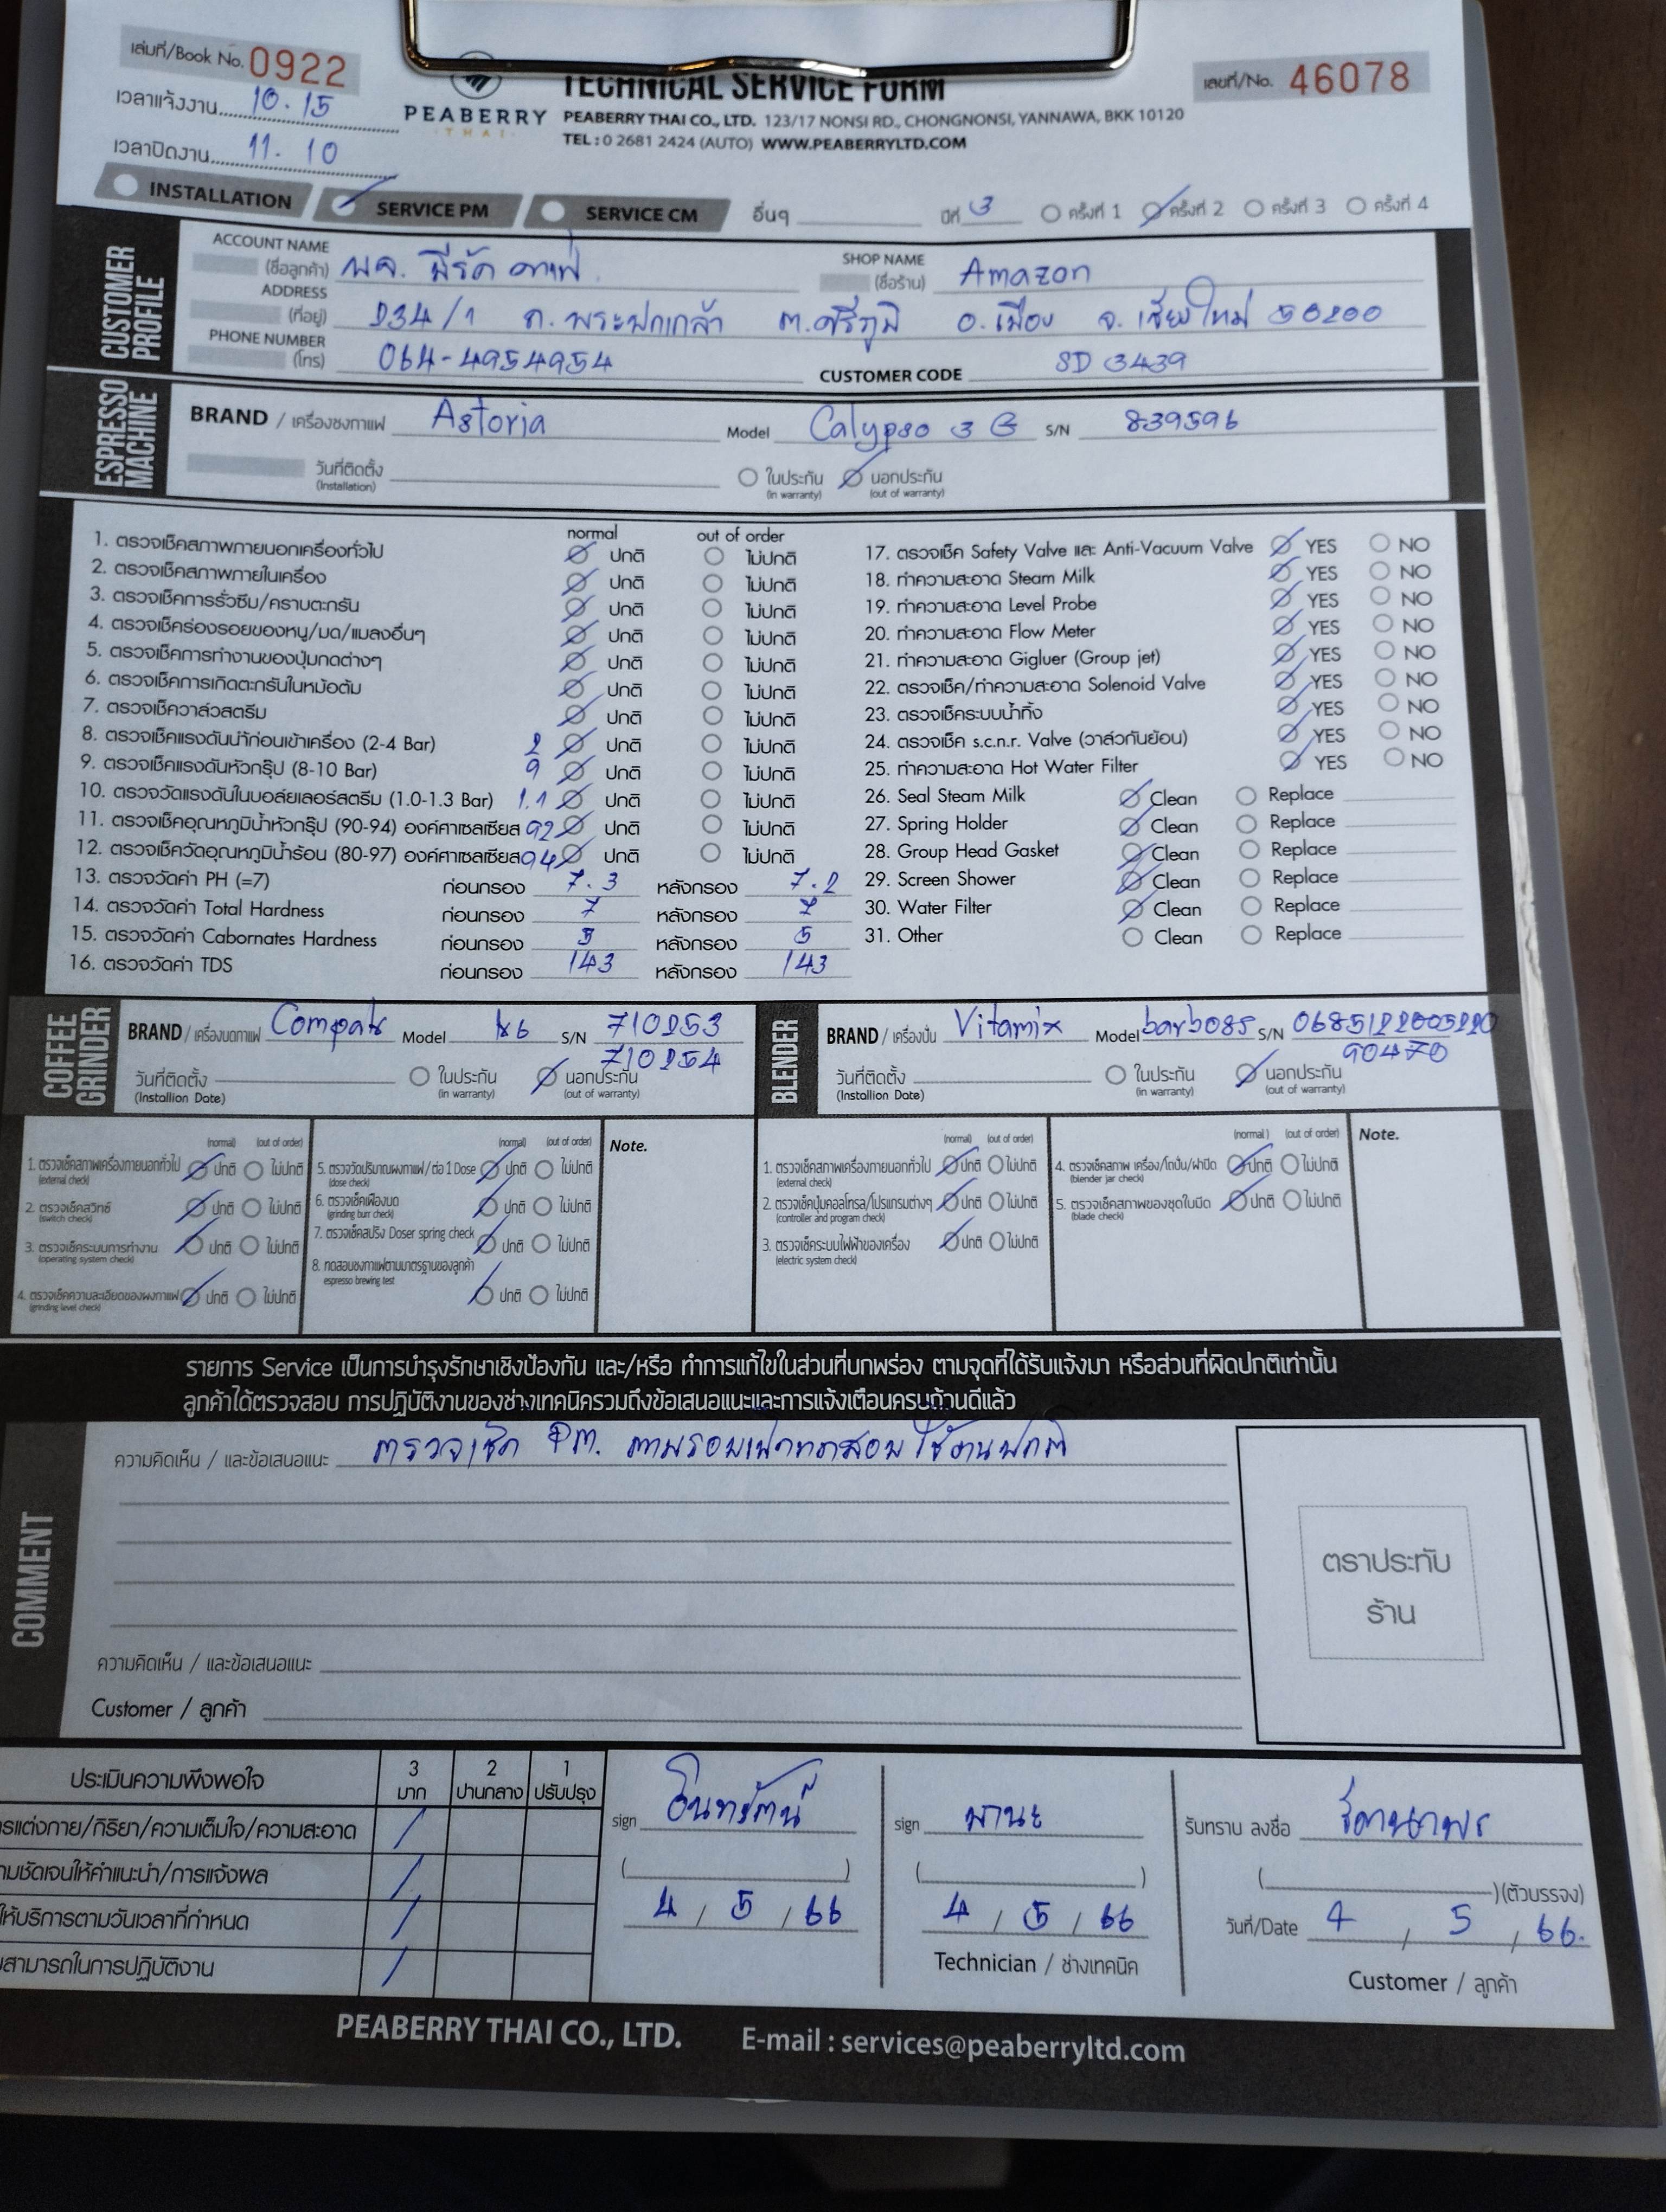 เล่มที่/Book No. 0922
เลขที่/No. 46078
เวลาแจ้งงาน 10.15
เวลาปิดงาน 11.10
PEABERRY
THAI
TECHNICAL SERVICE FORM
PEABERRY THAI CO., LTD. 123/17 NONSI RD., CHONGNONSI, YANNAWA, BKK 10120
TEL : 0 2681 2424 (AUTO) WWW.PEABERRYLTD.COM
INSTALLATION SERVICE PM SERVICE CM อื่นๆ ปีที่ 3 ครั้งที่ 1 ครั้งที่ 2 ครั้งที่ 3 ครั้งที่ 4
CUSTOMER PROFILE
ACCOUNT NAME (ชื่อลูกค้า) หจก. มีรัก คาเฟ่ SHOP NAME (ชื่อร้าน) Amazon
ADDRESS (ที่อยู่) 234/1 ถ.พระปกเกล้า ต.ศรีภูมิ อ.เมือง จ.เชียงใหม่ 50200
PHONE NUMBER (โทร) 064-4954954 CUSTOMER CODE SD 3439
ESPRESSO MACHINE
BRAND / เครื่องชงกาแฟ Astoria Model Calypso 3 G S/N 839596
วันที่ติดตั้ง (Installation) ในประกัน (in warranty) นอกประกัน (out of warranty)
normal out of order
1. ตรวจเช็คสภาพภายนอกเครื่องทั่วไป ปกติ ไม่ปกติ
2. ตรวจเช็คสภาพภายในเครื่อง ปกติ ไม่ปกติ
3. ตรวจเช็คการรั่วซึม/คราบตะกรัน ปกติ ไม่ปกติ
4. ตรวจเช็คร่องรอยของหนู/มด/แมลงอื่นๆ ปกติ ไม่ปกติ
5. ตรวจเช็คการทำงานของปุ่มกดต่างๆ ปกติ ไม่ปกติ
6. ตรวจเช็คการเกิดตะกรันในหม้อต้ม ปกติ ไม่ปกติ
7. ตรวจเช็ควาล์วสตรีม ปกติ ไม่ปกติ
8. ตรวจเช็คแรงดันน้ำก่อนเข้าเครื่อง (2-4 Bar) 2 ปกติ ไม่ปกติ
9. ตรวจเช็คแรงดันหัวกรุ๊ป (8-10 Bar) 9 ปกติ ไม่ปกติ
10. ตรวจวัดแรงดันในบอล์ยเลอร์สตรีม (1.0-1.3 Bar) 1.1 ปกติ ไม่ปกติ
11. ตรวจเช็คอุณหภูมิน้ำหัวกรุ๊ป (90-94) องค์ศาเซลเซียส 92 ปกติ ไม่ปกติ
12. ตรวจเช็ควัดอุณหภูมิน้ำร้อน (80-97) องค์ศาเซลเซียส 94 ปกติ ไม่ปกติ
13. ตรวจวัดค่า PH (=7) ก่อนกรอง 7.3 หลังกรอง 7.2
14. ตรวจวัดค่า Total Hardness ก่อนกรอง 7 หลังกรอง 7
15. ตรวจวัดค่า Cabornates Hardness ก่อนกรอง 5 หลังกรอง 5
16. ตรวจวัดค่า TDS ก่อนกรอง 143 หลังกรอง 143
17. ตรวจเช็ค Safety Valve และ Anti-Vacuum Valve YES NO
18. ทำความสะอาด Steam Milk YES NO
19. ทำความสะอาด Level Probe YES NO
20. ทำความสะอาด Flow Meter YES NO
21. ทำความสะอาด Gigluer (Group jet) YES NO
22. ตรวจเช็ค/ทำความสะอาด Solenoid Valve YES NO
23. ตรวจเช็คระบบน้ำทิ้ง YES NO
24. ตรวจเช็ค s.c.n.r. Valve (วาล์วกันย้อน) YES NO
25. ทำความสะอาด Hot Water Filter YES NO
26. Seal Steam Milk Clean Replace
27. Spring Holder Clean Replace
28. Group Head Gasket Clean Replace
29. Screen Shower Clean Replace
30. Water Filter Clean Replace
31. Other Clean Replace
COFFEE GRINDER
BRAND / เครื่องบดกาแฟ Compak Model k6 S/N 710253
710254
วันที่ติดตั้ง (Installion Date) ในประกัน (in warranty) นอกประกัน (out of warranty)
BLENDER
BRAND / เครื่องปั่น Vitamix Model S/N
90470
วันที่ติดตั้ง (Installion Date) ในประกัน (in warranty) นอกประกัน (out of warranty)
(normal) (out of order)
1. ตรวจเช็คสภาพเครื่องภายนอกทั่วไป ปกติ ไม่ปกติ
(external check)
2. ตรวจเช็คสวิทซ์ ปกติ ไม่ปกติ
(switch check)
3. ตรวจเช็คระบบการทำงาน ปกติ ไม่ปกติ
(operating system check)
4. ตรวจเช็คความละเอียดของผงกาแฟ ปกติ ไม่ปกติ
(grinding level check)
(normal) (out of order)
5. ตรวจวัดปริมาณผงกาแฟ/ต่อ 1 Dose ปกติ ไม่ปกติ
(dose check)
6. ตรวจเช็คเฟืองบด ปกติ ไม่ปกติ
(grinding burr check)
7. ตรวจเช็คสปริง Doser spring check ปกติ ไม่ปกติ
8. ทดสอบชงกาแฟตามมาตรฐานของลูกค้า
espresso brewing test ปกติ ไม่ปกติ
Note.
(normal) (out of order)
1. ตรวจเช็คสภาพเครื่องภายนอกทั่วไป ปกติ ไม่ปกติ
(external check)
2. ตรวจเช็คปุ่มคอลโทรล/โปรแกรมต่างๆ ปกติ ไม่ปกติ
(controller and program check)
3. ตรวจเช็คระบบไฟฟ้าของเครื่อง ปกติ ไม่ปกติ
(electric system check)
(normal) (out of order)
4. ตรวจเช็คสภาพ เครื่อง/โถปั่น/ฝาปิด ปกติ ไม่ปกติ
(blender jar check)
5. ตรวจเช็คสภาพของชุดใบมีด ปกติ ไม่ปกติ
(blade check)
Note.
รายการ Service เป็นการบำรุงรักษาเชิงป้องกัน และ/หรือ ทำการแก้ไขในส่วนที่บกพร่อง ตามจุดที่ได้รับแจ้งมา หรือส่วนที่ผิดปกติเท่านั้น
ลูกค้าได้ตรวจสอบ การปฏิบัติงานของช่างเทคนิครวมถึงข้อเสนอแนะและการแจ้งเตือนครบถ้วนดีแล้ว
COMMENT
ความคิดเห็น / และข้อเสนอแนะ ตรวจเช็ค PM. ตามรอบ ทดสอบใช้งานปกติ
ตราประทับ
ร้าน
ความคิดเห็น / และข้อเสนอแนะ
Customer / ลูกค้า
ประเมินความพึงพอใจ 3 มาก 2 ปานกลาง 1 ปรับปรุง
รแต่งกาย/กิริยา/ความเต็มใจ/ความสะอาด /
ามชัดเจนให้คำแนะนำ/การแจ้งผล /
ให้บริการตามวันเวลาที่กำหนด /
สามารถในการปฏิบัติงาน /
sign อินทรัตน์
( )
4 / 5 / 66
sign มานะ
( )
4 / 5 / 66
Technician / ช่างเทคนิค
รับทราบ ลงชื่อ
( ) (ตัวบรรจง)
วันที่/Date 4 / 5 / 66.
Customer / ลูกค้า
PEABERRY THAI CO., LTD. E-mail : services@peaberryltd.com